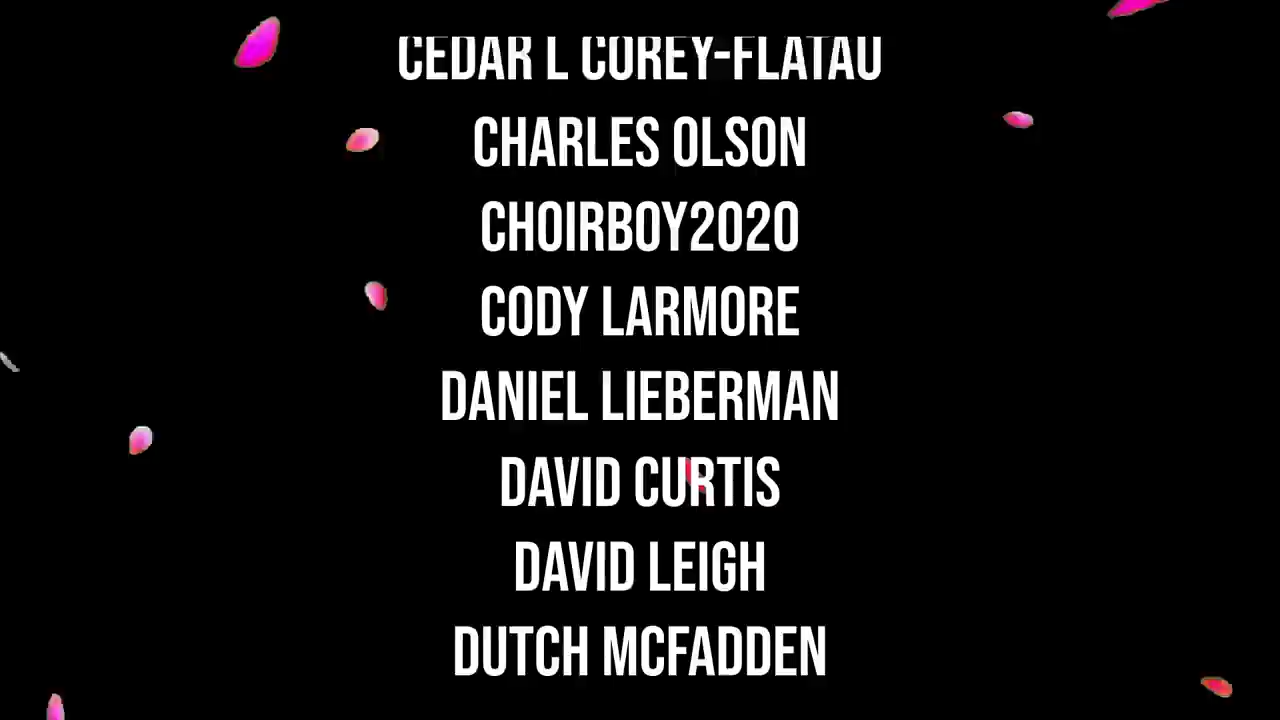 CEDAR L COREY-FLATAU
CHARLES OLSON
CHOIRBOY2020
CODY LARMORE
DANIEL LIEBERMAN
DAVID CURTIS
DAVID LEIGH
DUTCH MCFADDEN